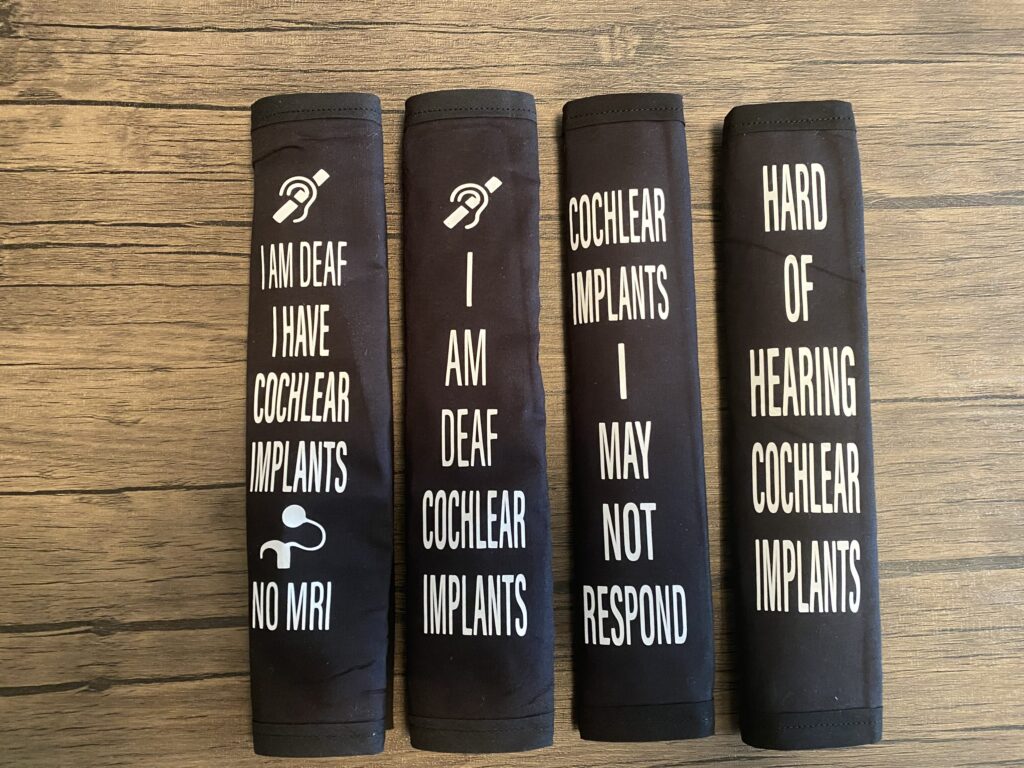 I AM DEAF
I HAVE
COCHLEAR
IMPLANTS
NO MRI
I
AM
DEAF
COCHLEAR
IMPLANTS
COCHLEAR
IMPLANTS
I
MAY
NOT
RESPOND
HARD
OF
HEARING
COCHLEAR
IMPLANTS